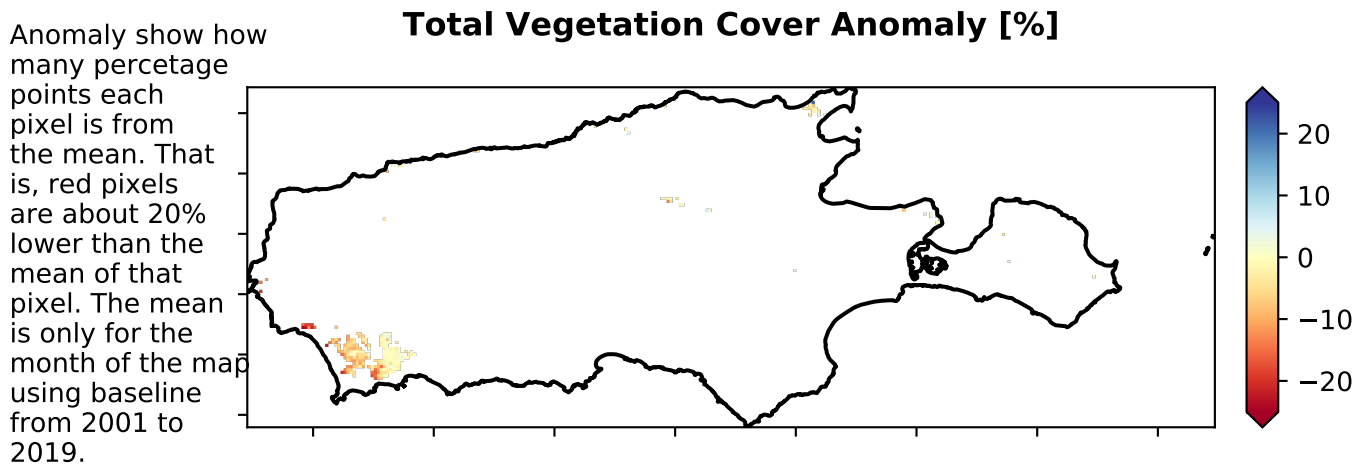 Total Vegetation Cover Anomaly [%]
Anomaly show how
many percetage
points each
pixel is from
the mean. That
is, red pixels
are about 20%
lower than the
mean of that
pixel. The mean
is only for the
month of the map
using baseline
from 2001 to
2019.
20
10
0
−10
−20